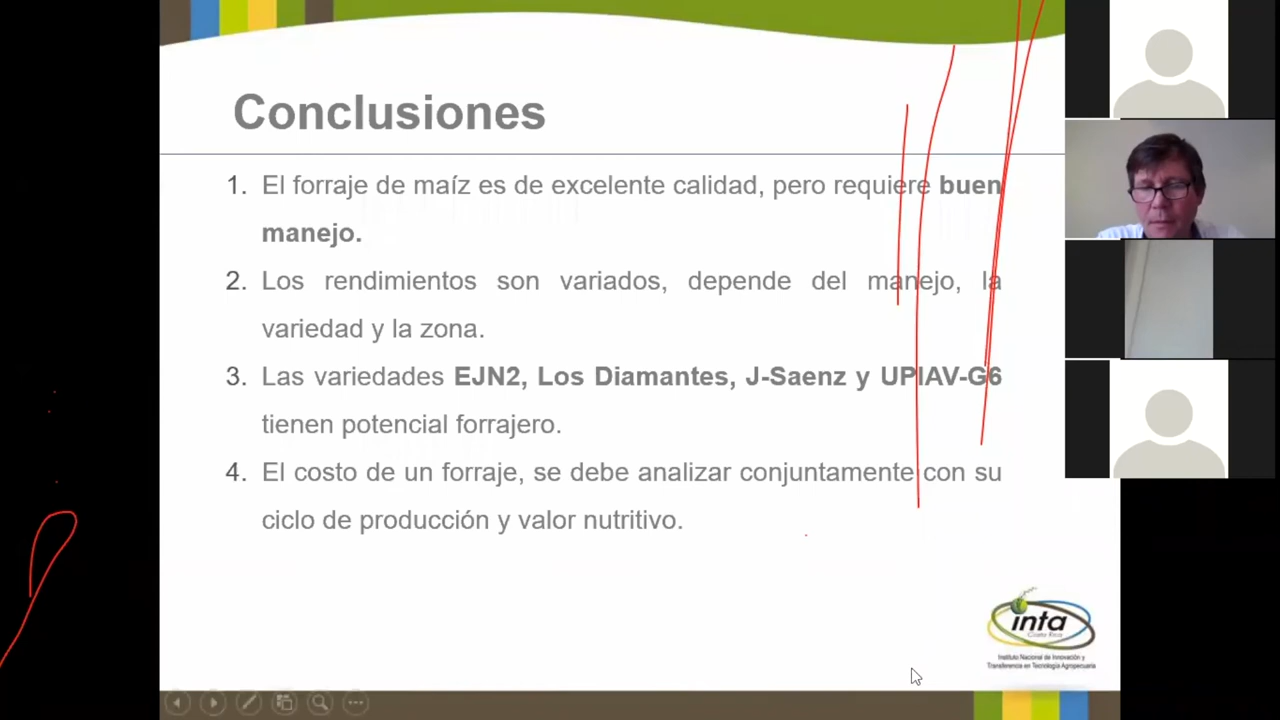 Conclusiones
1. El forraje de maíz es de excelente calidad, pero requiere buen
manejo.
2. Los rendimientos son variados, depende del manejo, la
variedad y la zona.
3. Las variedades EJN2, Los Diamantes, J-Saenz y UPIAV-G6
tienen potencial forrajero.
4. El costo de un forraje, se debe analizar conjuntamente con su
ciclo de producción y valor nutritivo.
inta
Costa Rica
Instituto Nacional de Innovación y
Transferencia en Tecnología Agropecuaria